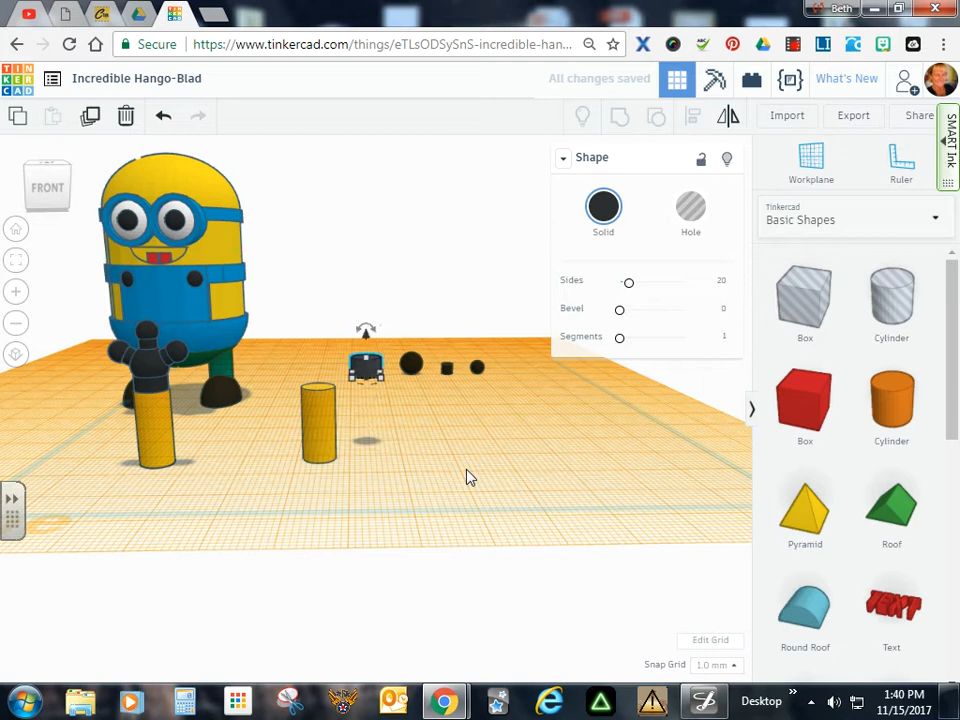 Beth
Secure
https://www.tinkercad.com/things/eTLsODSySnS-incredible-han...
TIN
KER
CAD
Incredible Hango-Blad
All changes saved
What's New
Import
Export
Share
SMART Ink
FRONT
Shape
Solid
Hole
Sides
20
Bevel
0
Segments
1
Workplane
Ruler
Tinkercad
Basic Shapes
Box
Cylinder
Box
Cylinder
Pyramid
Roof
TEXT
Round Roof
Text
Edit Grid
Snap Grid
1.0 mm
Desktop
1:40 PM
11/15/2017